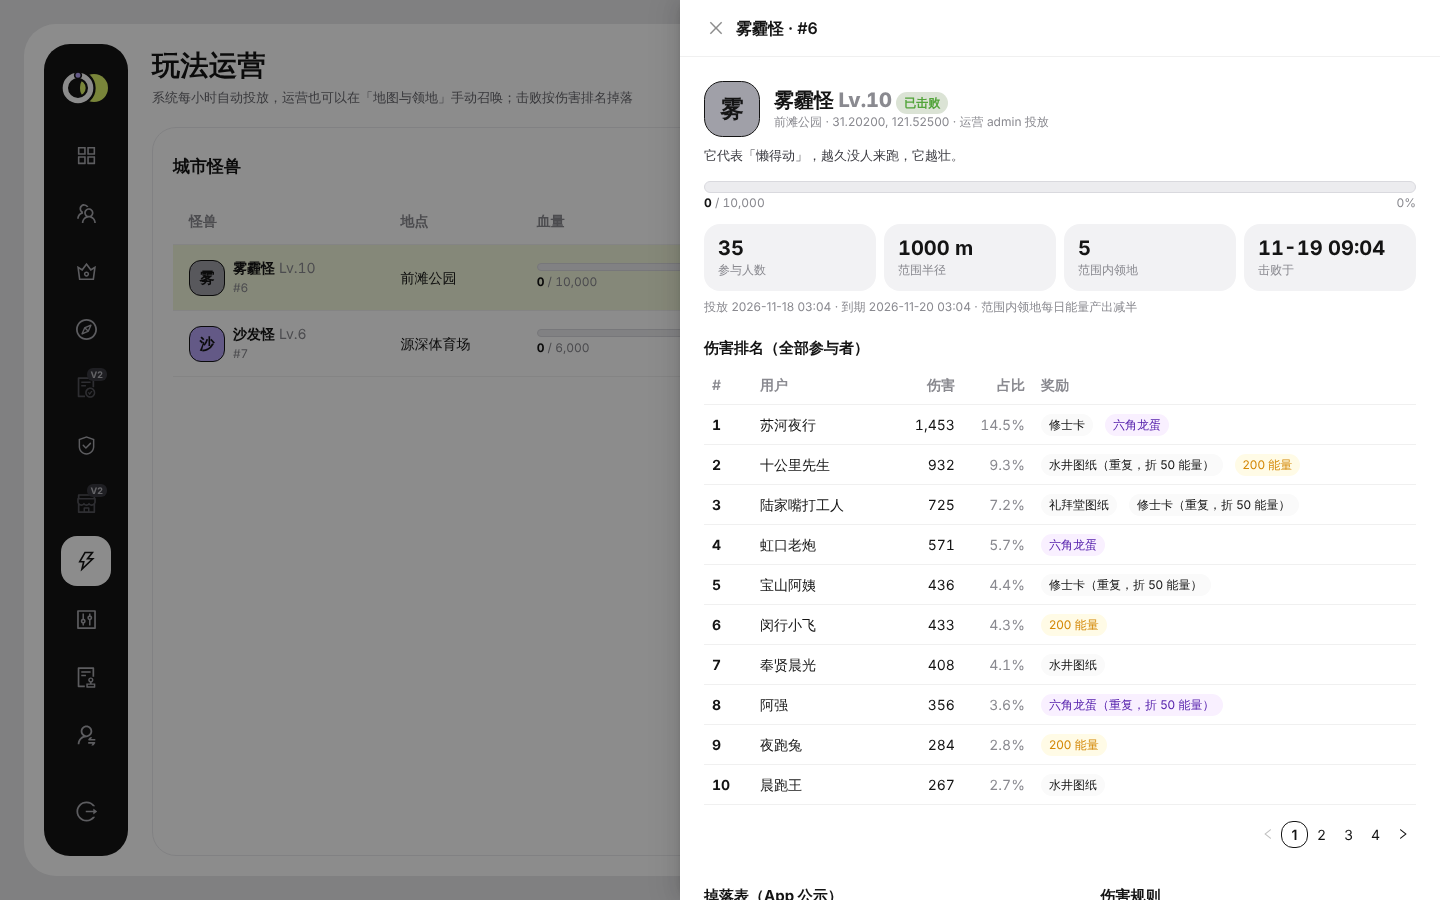 玩法运营
系统每小时自动投放，运营也可以在「地图与领地」手动召唤；击败按伤害排名掉落
V2
V2
城市怪兽
怪兽 地点 血量
雾 雾霾怪 Lv.10 #6 前滩公园 0 / 10,000
沙 沙发怪 Lv.6 #7 源深体育场 0 / 6,000
雾霾怪 · #6
雾
雾霾怪 Lv.10 已击败
前滩公园 · 31.20200, 121.52500 · 运营 admin 投放
它代表「懒得动」，越久没人来跑，它越壮。
0 / 10,000 0%
35 1000 m 5 11-19 09:04
参与人数 范围半径 范围内领地 击败于
投放 2026-11-18 03:04 · 到期 2026-11-20 03:04 · 范围内领地每日能量产出减半
伤害排名（全部参与者）
# 用户 伤害 占比 奖励
1 苏河夜行 1,453 14.5% 修士卡 六角龙蛋
2 十公里先生 932 9.3% 水井图纸（重复，折 50 能量） 200 能量
3 陆家嘴打工人 725 7.2% 礼拜堂图纸 修士卡（重复，折 50 能量）
4 虹口老炮 571 5.7% 六角龙蛋
5 宝山阿姨 436 4.4% 修士卡（重复，折 50 能量）
6 闵行小飞 433 4.3% 200 能量
7 奉贤晨光 408 4.1% 水井图纸
8 阿强 356 3.6% 六角龙蛋（重复，折 50 能量）
9 夜跑兔 284 2.8% 200 能量
10 晨跑王 267 2.7% 水井图纸
1 2 3 4
掉落表（App 公示） 伤害规则